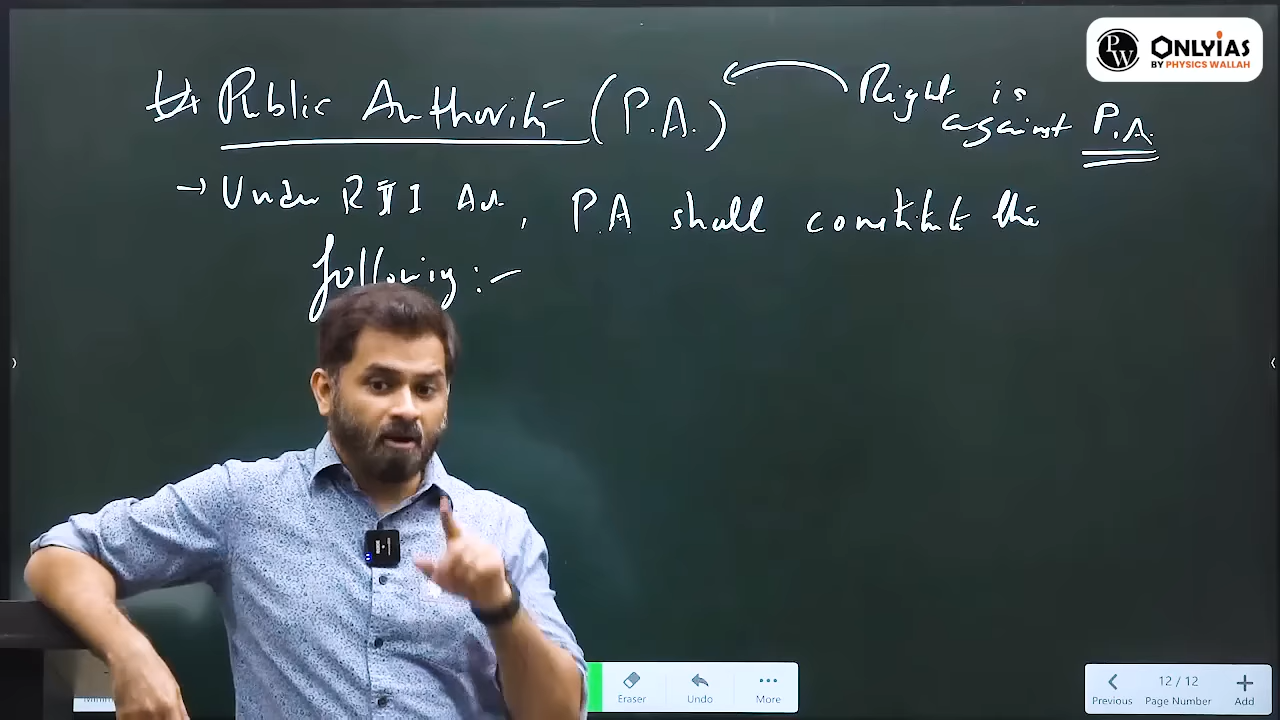 Public Authority (P.A.)
Right is
against P.A.
→ Under RTI Act, P.A shall constitute the
following:-
PW ONLYIAS
BY PHYSICS WALLAH
Eraser
Undo
More
12 / 12
Previous
Page Number
Add